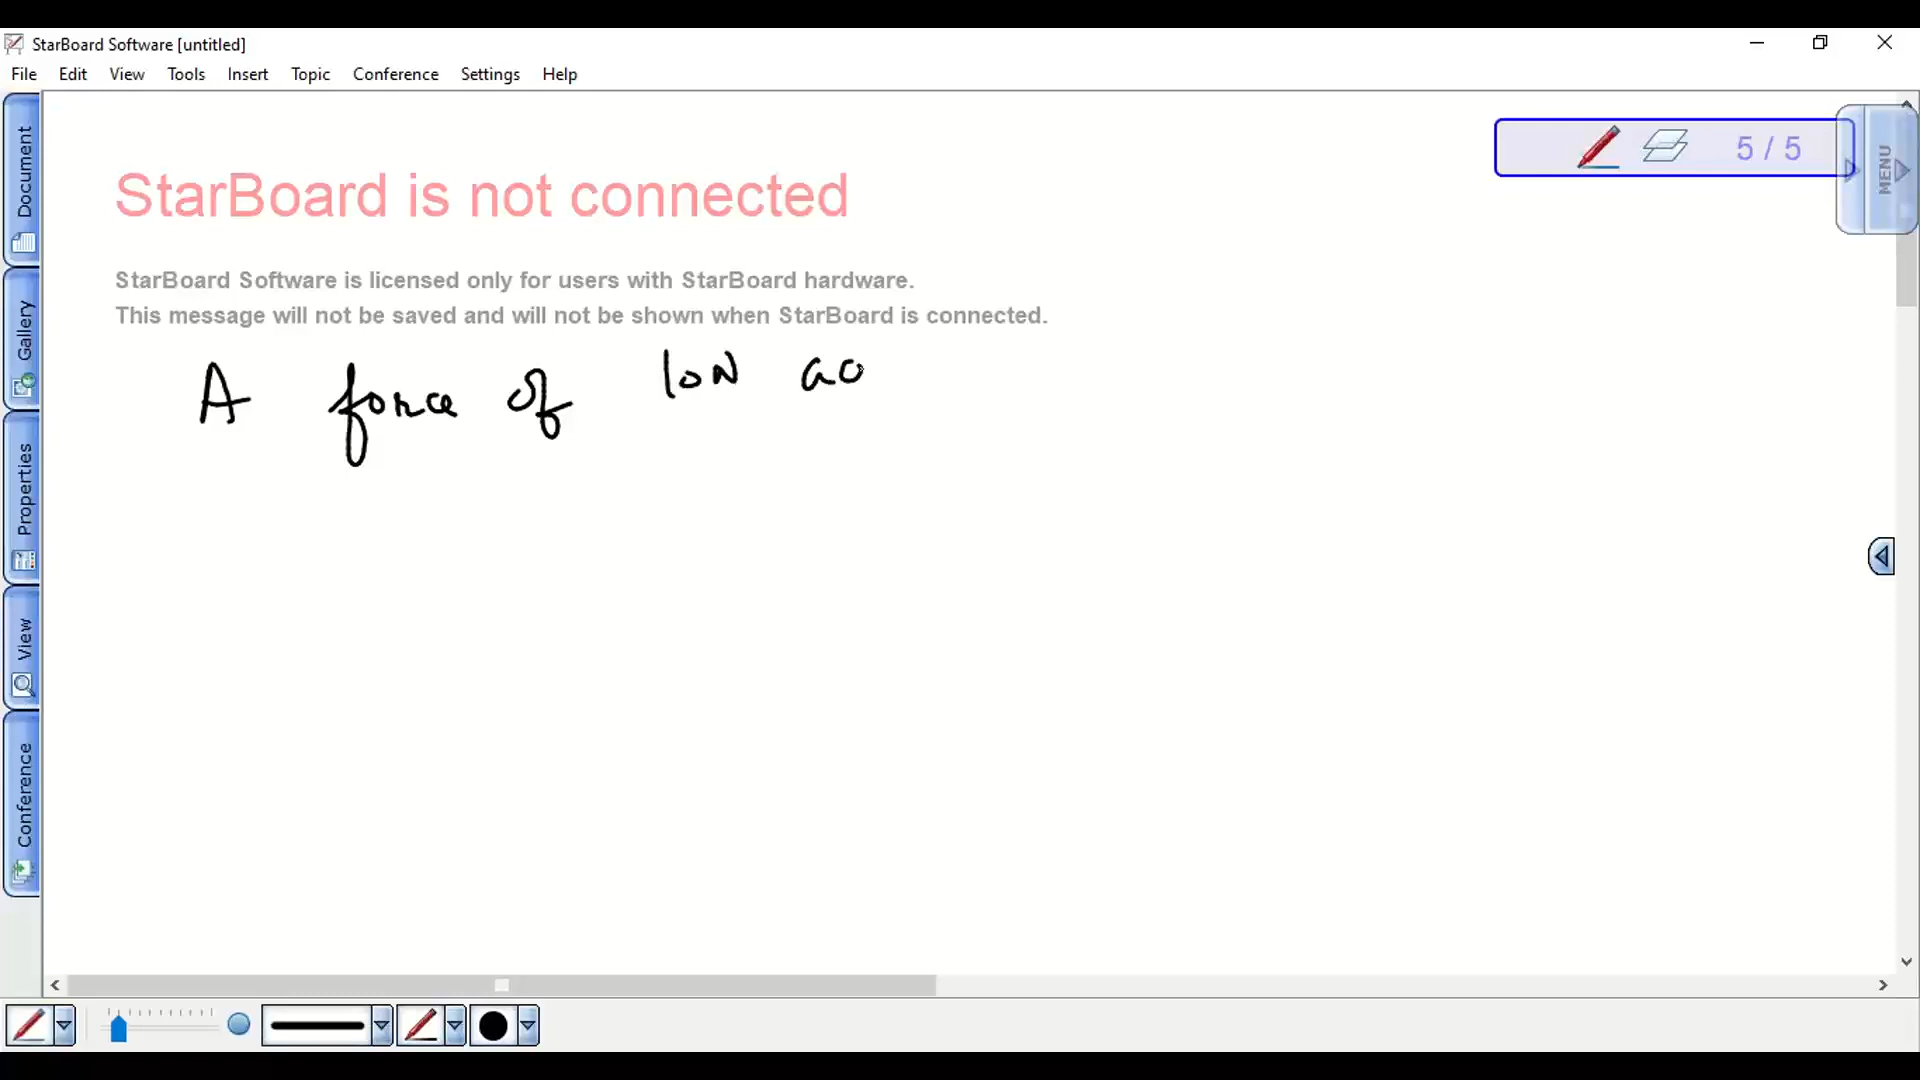 StarBoard Software [untitled]
File Edit View Tools Insert Topic Conference Settings Help
Document
Gallery
Properties
View
Conference
5 / 5
MENU
StarBoard is not connected
StarBoard Software is licensed only for users with StarBoard hardware.
This message will not be saved and will not be shown when StarBoard is connected.
A force of 10N ac